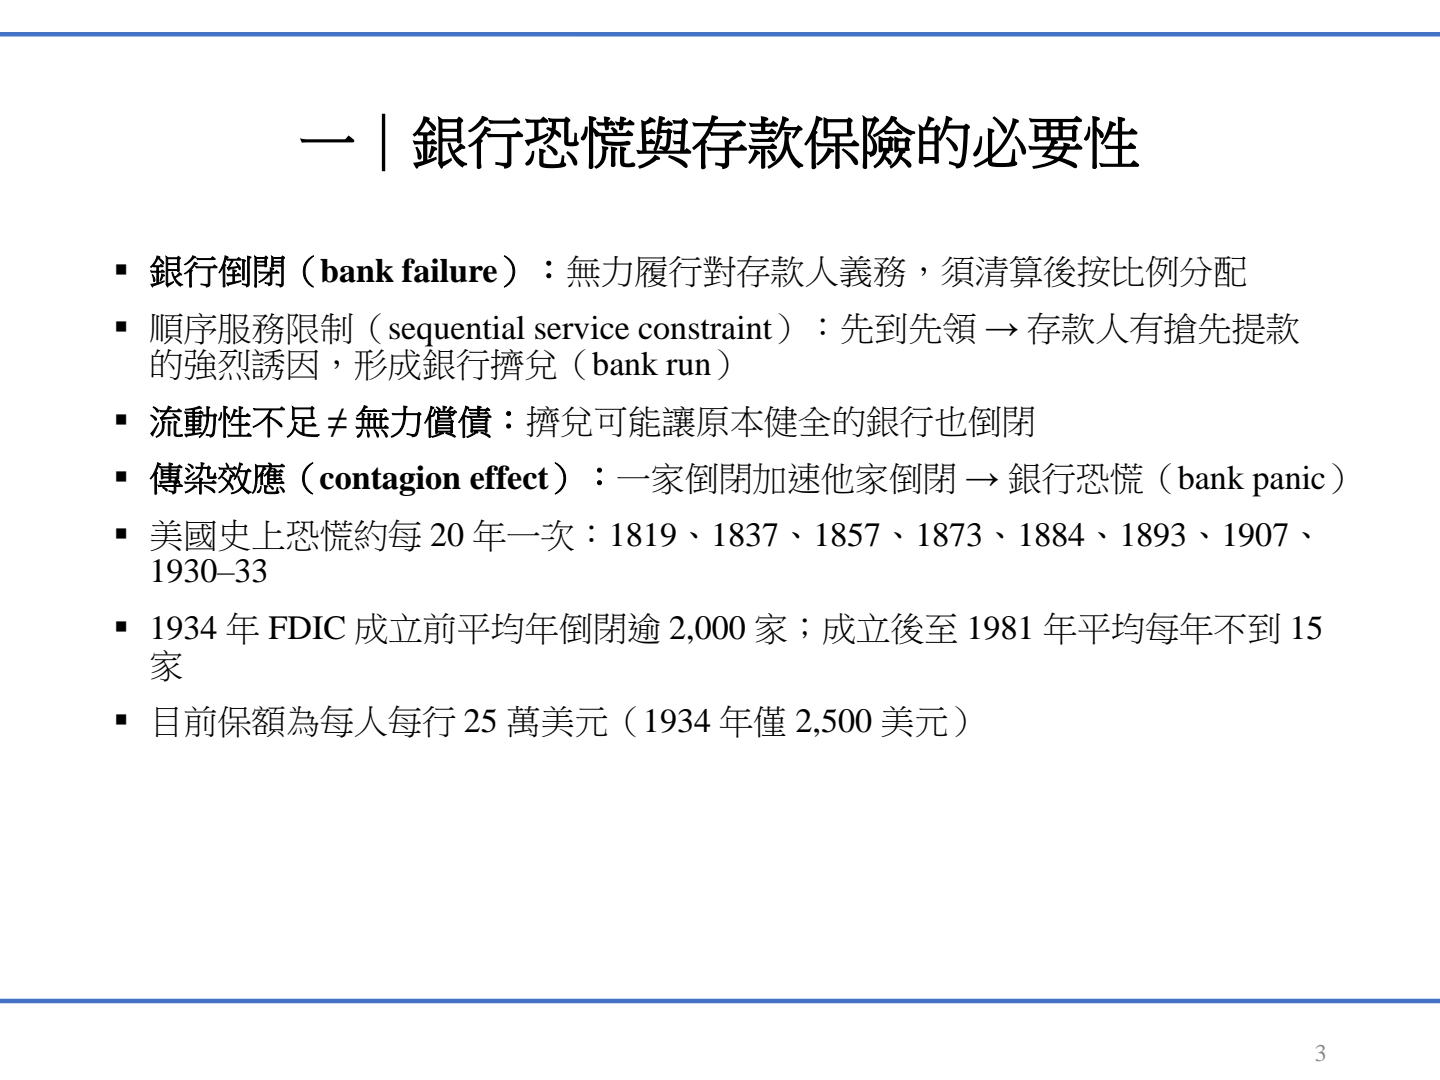 一｜銀行恐慌與存款保險的必要性
▪ 銀行倒閉（bank failure）：無力履行對存款人義務，須清算後按比例分配
▪ 順序服務限制（sequential service constraint）：先到先領 → 存款人有搶先提款
的強烈誘因，形成銀行擠兌（bank run）
▪ 流動性不足 ≠ 無力償債：擠兌可能讓原本健全的銀行也倒閉
▪ 傳染效應（contagion effect）：一家倒閉加速他家倒閉 → 銀行恐慌（bank panic）
▪ 美國史上恐慌約每 20 年一次：1819、1837、1857、1873、1884、1893、1907、
1930–33
▪ 1934 年 FDIC 成立前平均年倒閉逾 2,000 家；成立後至 1981 年平均每年不到 15
家
▪ 目前保額為每人每行 25 萬美元（1934 年僅 2,500 美元）
3